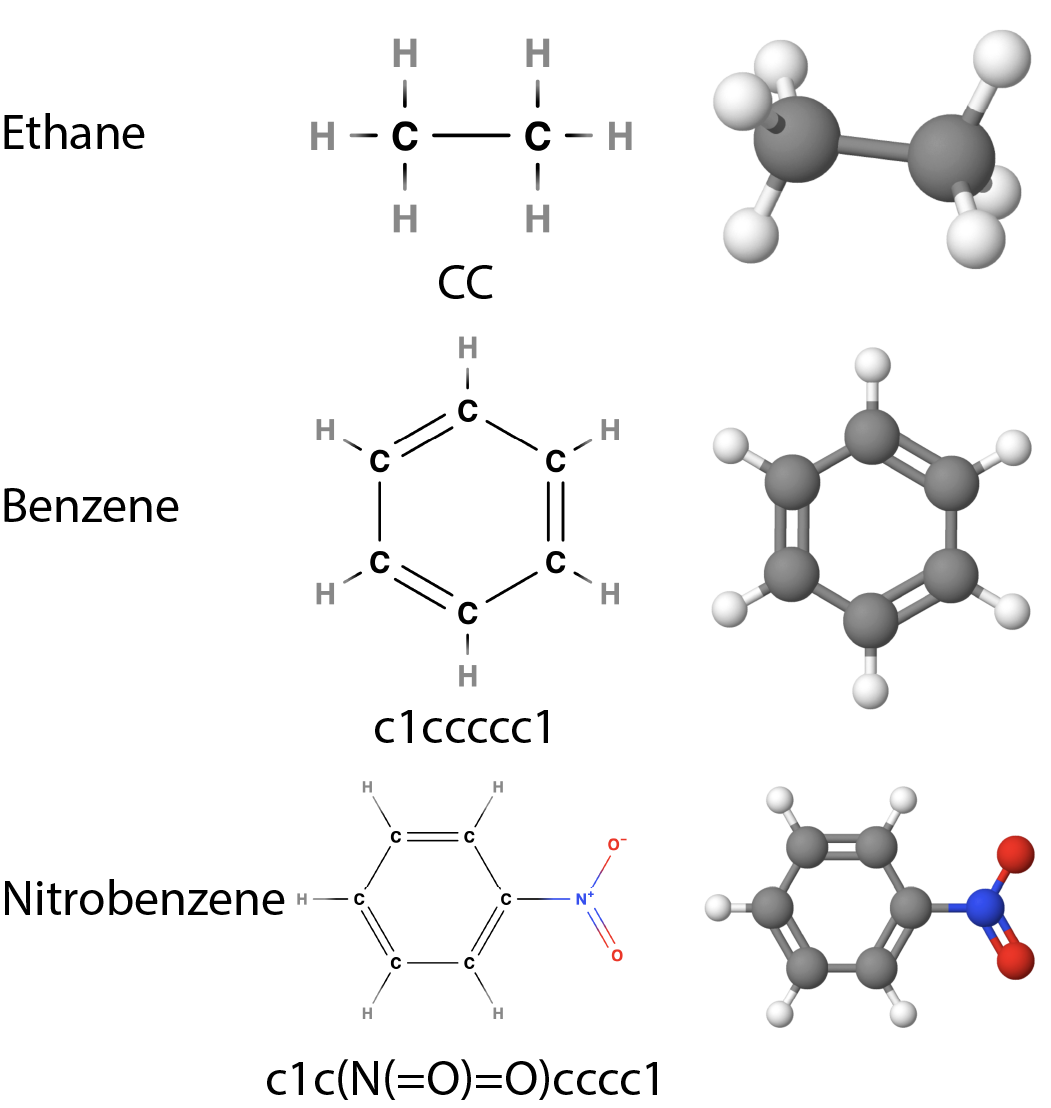 H H
Ethane H C C H
H H
CC
H
H C H
C C
Benzene
C C
H C H
H
c1ccccc1
H H
C C O⁻
Nitrobenzene H C C N⁺
C C O
H H
c1c(N(=O)=O)cccc1